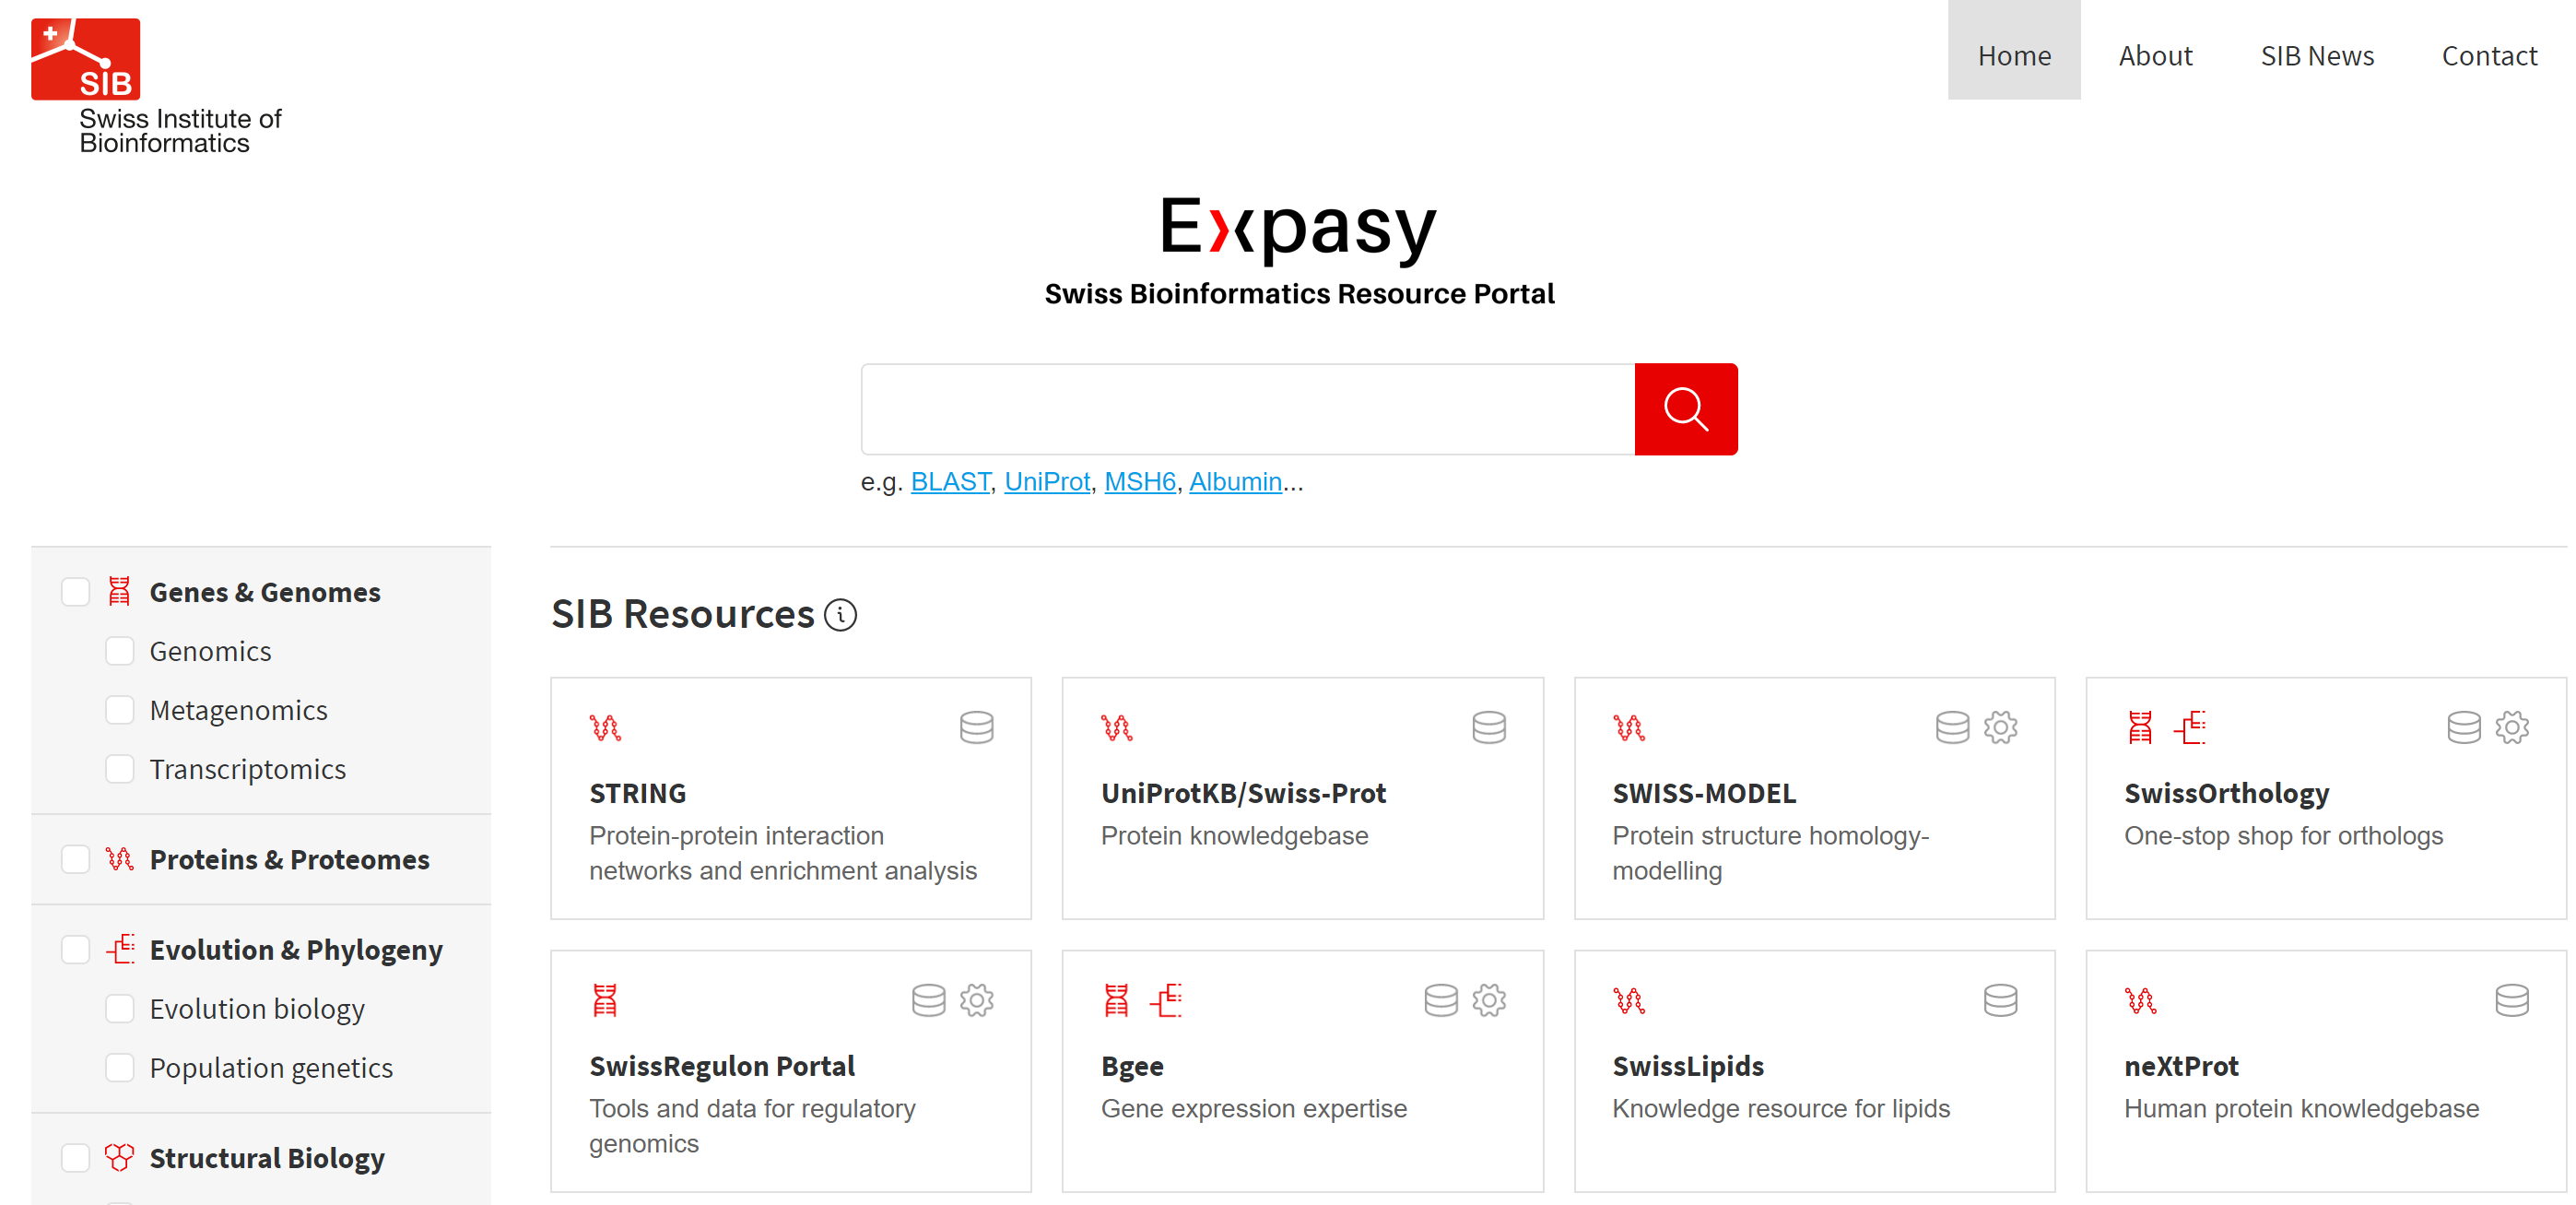 SIB
Swiss Institute of
Bioinformatics
Home About SIB News Contact
Expasy
Swiss Bioinformatics Resource Portal
e.g. BLAST, UniProt, MSH6, Albumin...
Genes & Genomes
Genomics
Metagenomics
Transcriptomics
Proteins & Proteomes
Evolution & Phylogeny
Evolution biology
Population genetics
Structural Biology
SIB Resources
STRING
Protein-protein interaction
networks and enrichment analysis
UniProtKB/Swiss-Prot
Protein knowledgebase
SWISS-MODEL
Protein structure homology-
modelling
SwissOrthology
One-stop shop for orthologs
SwissRegulon Portal
Tools and data for regulatory
genomics
Bgee
Gene expression expertise
SwissLipids
Knowledge resource for lipids
neXtProt
Human protein knowledgebase